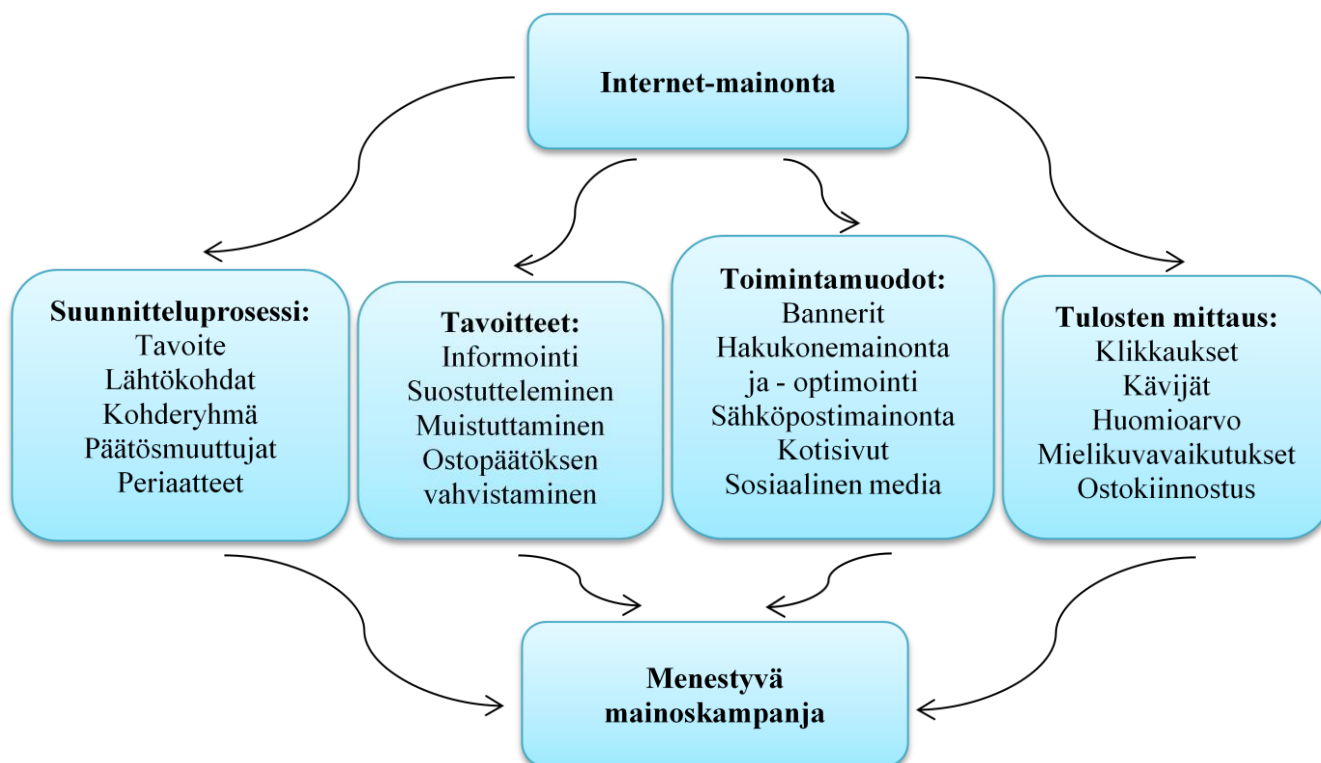 Internet-mainonta
Suunnitteluprosessi:
Tavoite
Lähtökohdat
Kohderyhmä
Päätösmuuttujat
Periaatteet
Tavoitteet:
Informointi
Suostutteleminen
Muistuttaminen
Ostopäätöksen
vahvistaminen
Toimintamuodot:
Bannerit
Hakukonemainonta
ja - optimointi
Sähköpostimainonta
Kotisivut
Sosiaalinen media
Tulosten mittaus:
Klikkaukset
Kävijät
Huomioarvo
Mielikuvavaikutukset
Ostokiinnostus
Menestyvä
mainoskampanja